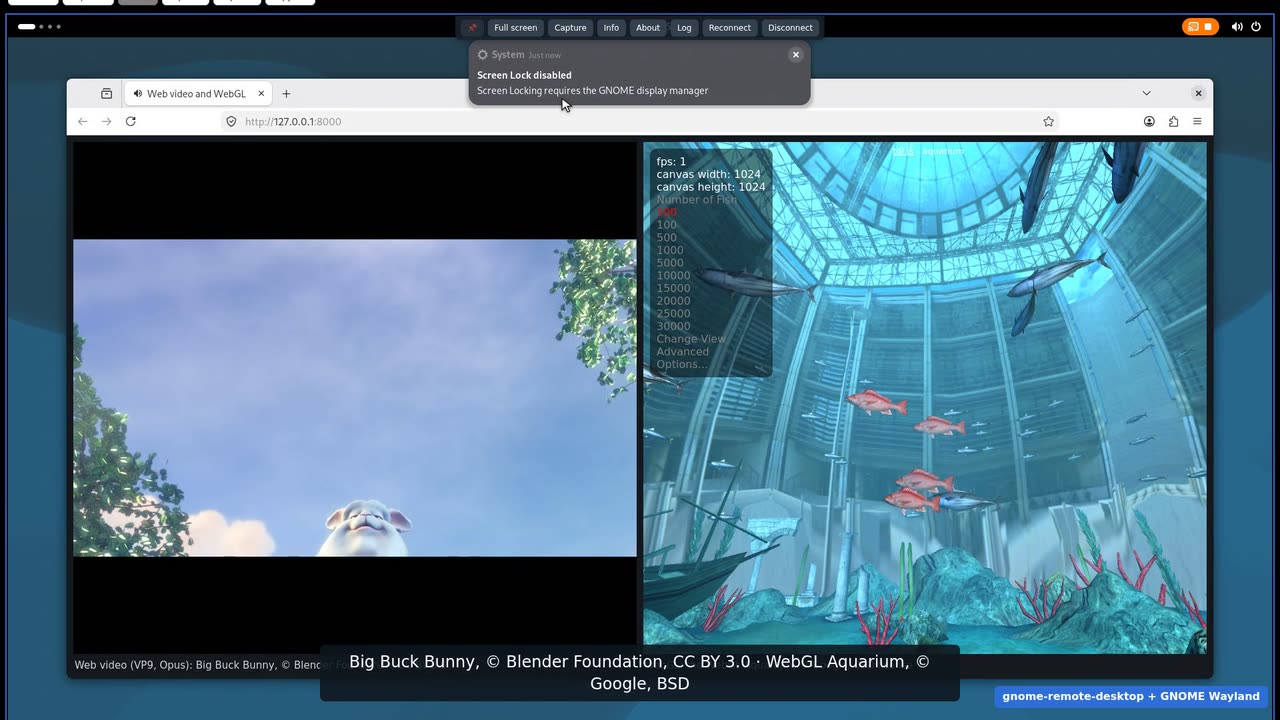 Full screen
Capture
Info
About
Log
Reconnect
Disconnect
System Just now
Screen Lock disabled
Screen Locking requires the GNOME display manager
Web video and WebGL
http://127.0.0.1:8000
fps: 1
canvas width: 1024
canvas height: 1024
Number of Fish
100
500
1000
5000
10000
15000
20000
25000
30000
Change View
Advanced
Options...
aquarium
Web video (VP9, Opus): Big Buck Bunny, © Blender
Big Buck Bunny, © Blender Foundation, CC BY 3.0 · WebGL Aquarium, ©
Google, BSD
gnome-remote-desktop + GNOME Wayland